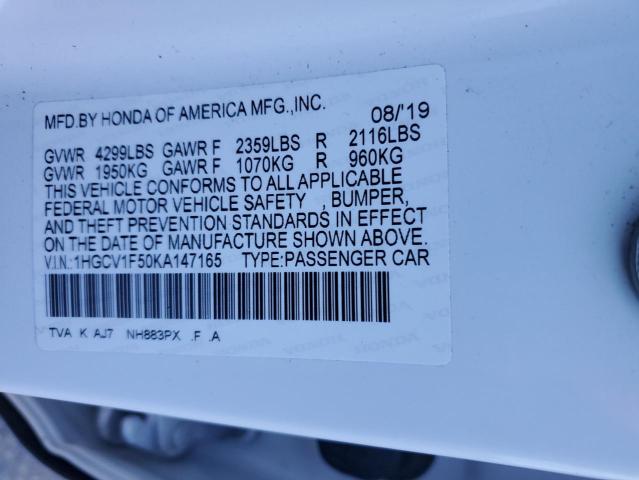 MFD.BY HONDA OF AMERICA MFG.,INC. 08/'19
GVWR 4299LBS GAWR F 2359LBS R 2116LBS
GVWR 1950KG GAWR F 1070KG R 960KG
THIS VEHICLE CONFORMS TO ALL APPLICABLE
FEDERAL MOTOR VEHICLE SAFETY , BUMPER,
AND THEFT PREVENTION STANDARDS IN EFFECT
ON THE DATE OF MANUFACTURE SHOWN ABOVE.
V.I.N.:1HGCV1F50KA147165 TYPE:PASSENGER CAR
TVA K AJ7 NH883PX .F .A